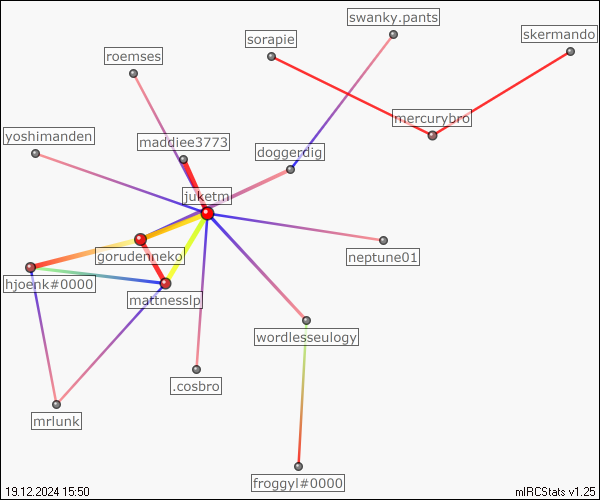 swanky.pants
skermando
sorapie
roemses
mercurybro
yoshimanden
maddiee3773
doggerdig
juketm
gorudenneko
neptune01
hjoenk#0000
mattnesslp
wordlesseulogy
.cosbro
mrlunk
froggyl#0000
19.12.2024 15:50
mIRCStats v1.25